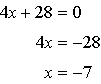 4x + 28 = 0
4x = −28
x = −7